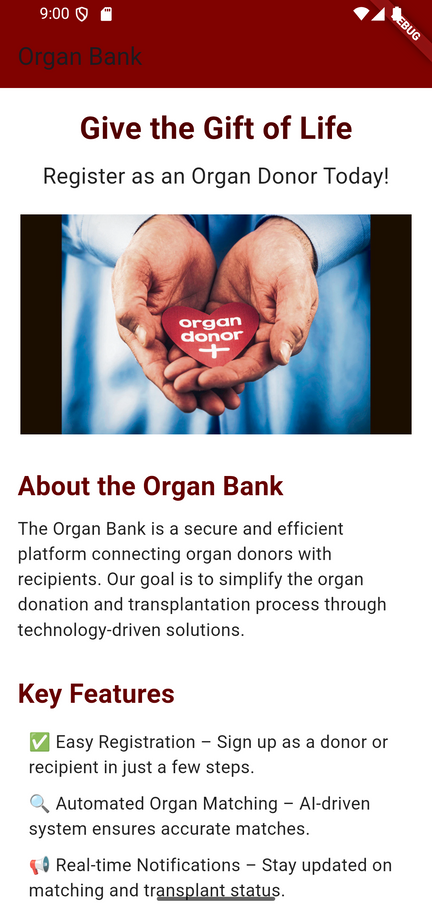 9:00
DEBUG
Organ Bank
Give the Gift of Life
Register as an Organ Donor Today!
organ
donor
About the Organ Bank
The Organ Bank is a secure and efficient
platform connecting organ donors with
recipients. Our goal is to simplify the organ
donation and transplantation process through
technology-driven solutions.
Key Features
✅ Easy Registration – Sign up as a donor or
recipient in just a few steps.
🔍 Automated Organ Matching – AI-driven
system ensures accurate matches.
📢 Real-time Notifications – Stay updated on
matching and transplant status.